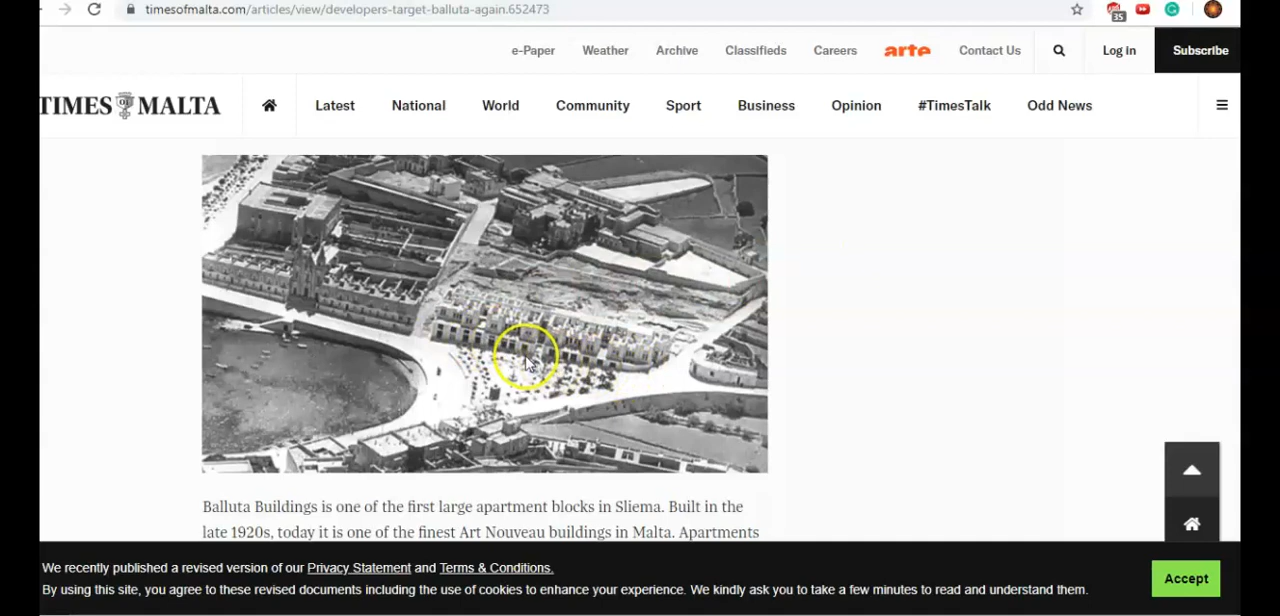 timesofmalta.com/articles/view/developers-target-balluta-again.652473
35
e-Paper Weather Archive Classifieds Careers arte Contact Us Log in Subscribe
TIMES OF MALTA Latest National World Community Sport Business Opinion #TimesTalk Odd News
Balluta Buildings is one of the first large apartment blocks in Sliema. Built in the
late 1920s, today it is one of the finest Art Nouveau buildings in Malta. Apartments
We recently published a revised version of our Privacy Statement and Terms & Conditions.
By using this site, you agree to these revised documents including the use of cookies to enhance your experience. We kindly ask you to take a few minutes to read and understand them.
Accept